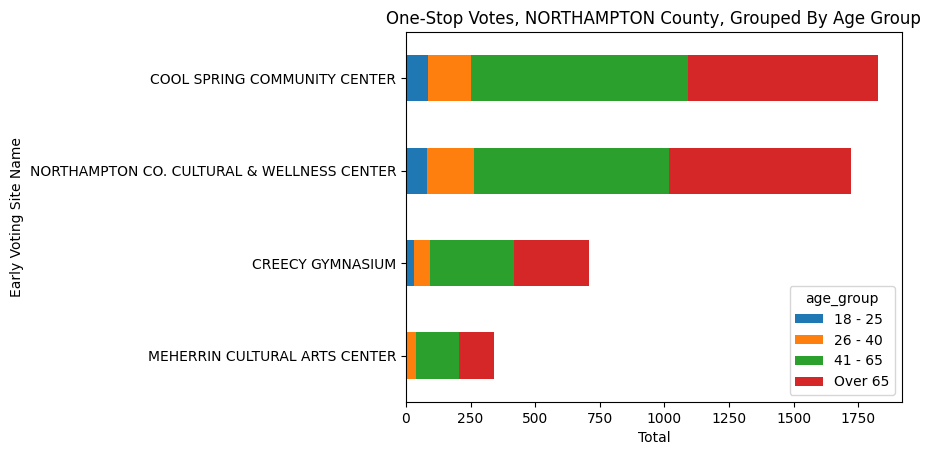 One-Stop Votes, NORTHAMPTON County, Grouped By Age Group
Early Voting Site Name
COOL SPRING COMMUNITY CENTER
NORTHAMPTON CO. CULTURAL & WELLNESS CENTER
CREECY GYMNASIUM
MEHERRIN CULTURAL ARTS CENTER
age_group
18 - 25
26 - 40
41 - 65
Over 65
0 250 500 750 1000 1250 1500 1750
Total